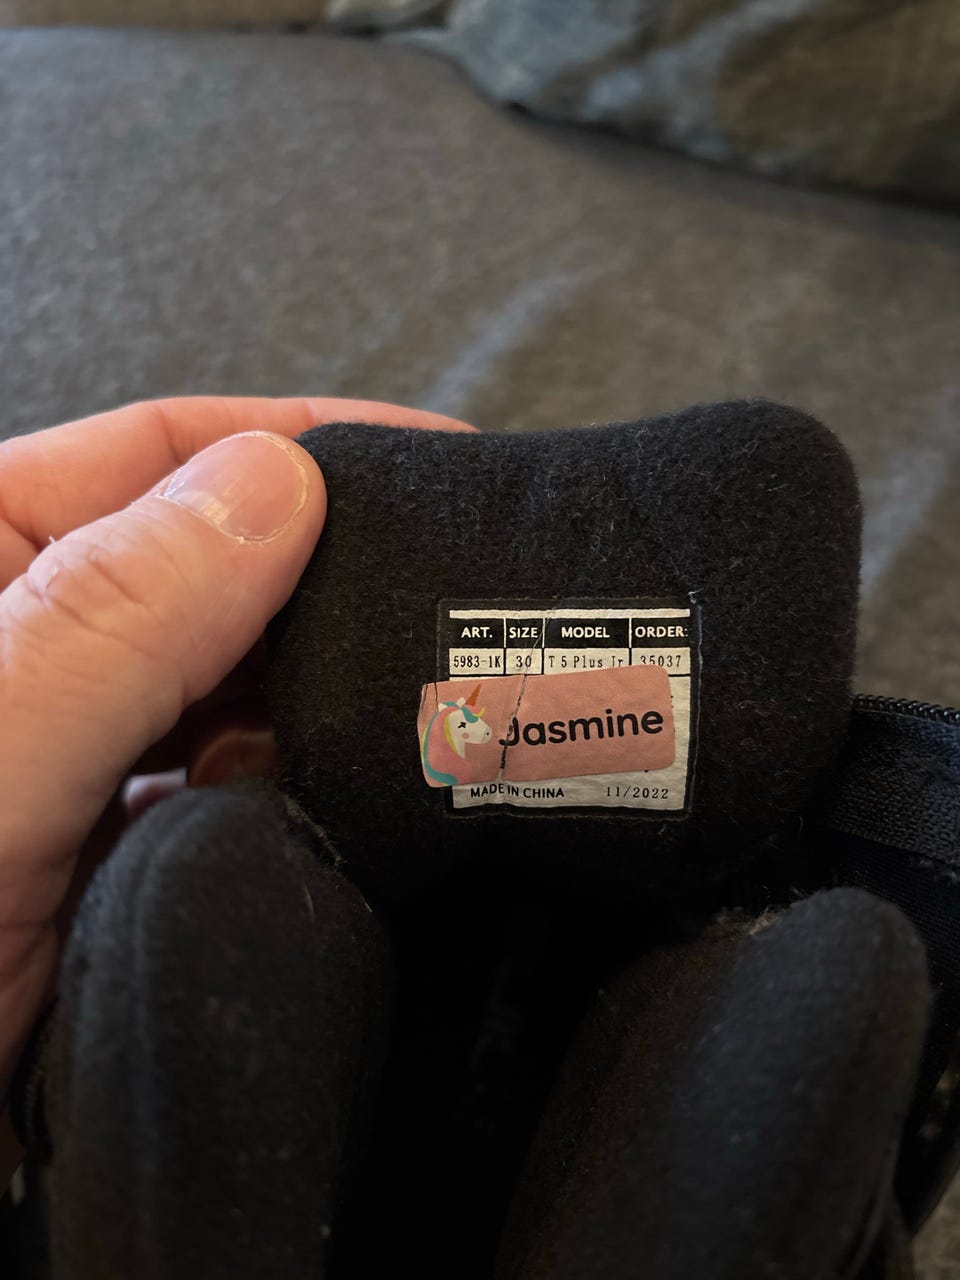 ART. SIZE MODEL ORDER:
5983-1K 30 T 5 Plus Jr 35037
Jasmine
MADE IN CHINA 11/2022